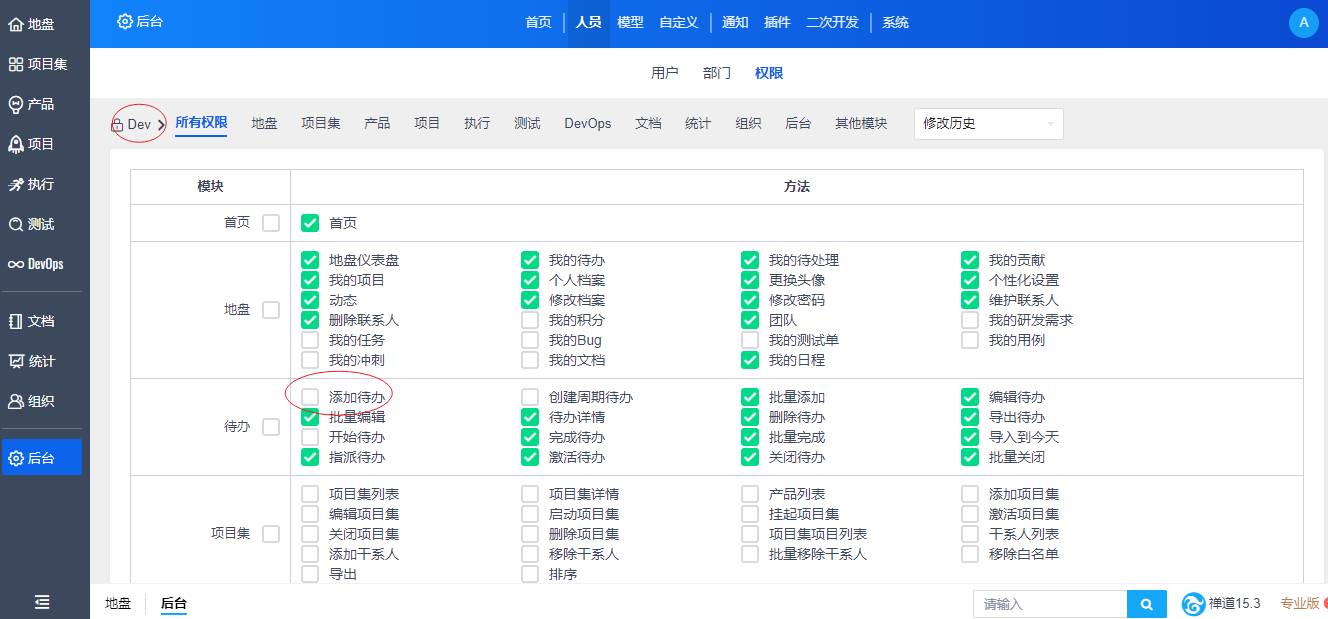 后台
首页 人员 模型 自定义 通知 插件 二次开发 系统
A
地盘
项目集
产品
项目
执行
测试
DevOps
文档
统计
组织
后台
用户 部门 权限
Dev 所有权限 地盘 项目集 产品 项目 执行 测试 DevOps 文档 统计 组织 后台 其他模块 修改历史
模块 方法
首页 首页
地盘
地盘仪表盘 我的待办 我的待处理 我的贡献
我的项目 个人档案 更换头像 个性化设置
动态 修改档案 修改密码 维护联系人
删除联系人 我的积分 团队 我的研发需求
我的任务 我的Bug 我的测试单 我的用例
我的冲刺 我的文档 我的日程
待办
添加待办 创建周期待办 批量添加 编辑待办
批量编辑 待办详情 删除待办 导出待办
开始待办 完成待办 批量完成 导入到今天
指派待办 激活待办 关闭待办 批量关闭
项目集
项目集列表 项目集详情 产品列表 添加项目集
编辑项目集 启动项目集 挂起项目集 激活项目集
关闭项目集 删除项目集 项目集项目列表 干系人列表
添加干系人 移除干系人 批量移除干系人 移除白名单
导出 排序
地盘 后台
请输入
禅道15.3 专业版